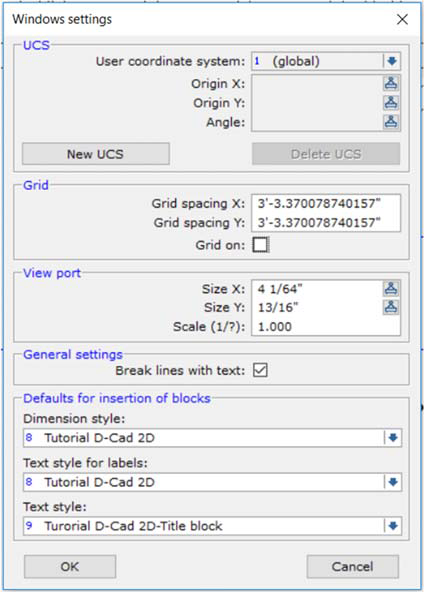 Windows settings
UCS
User coordinate system: 1 (global)
Origin X:
Origin Y:
Angle:
New UCS Delete UCS
Grid
Grid spacing X: 3'-3.370078740157"
Grid spacing Y: 3'-3.370078740157"
Grid on:
View port
Size X: 4 1/64"
Size Y: 13/16"
Scale (1/?): 1.000
General settings
Break lines with text:
Defaults for insertion of blocks
Dimension style:
8 Tutorial D-Cad 2D
Text style for labels:
8 Tutorial D-Cad 2D
Text style:
9 Turorial D-Cad 2D-Title block
OK Cancel